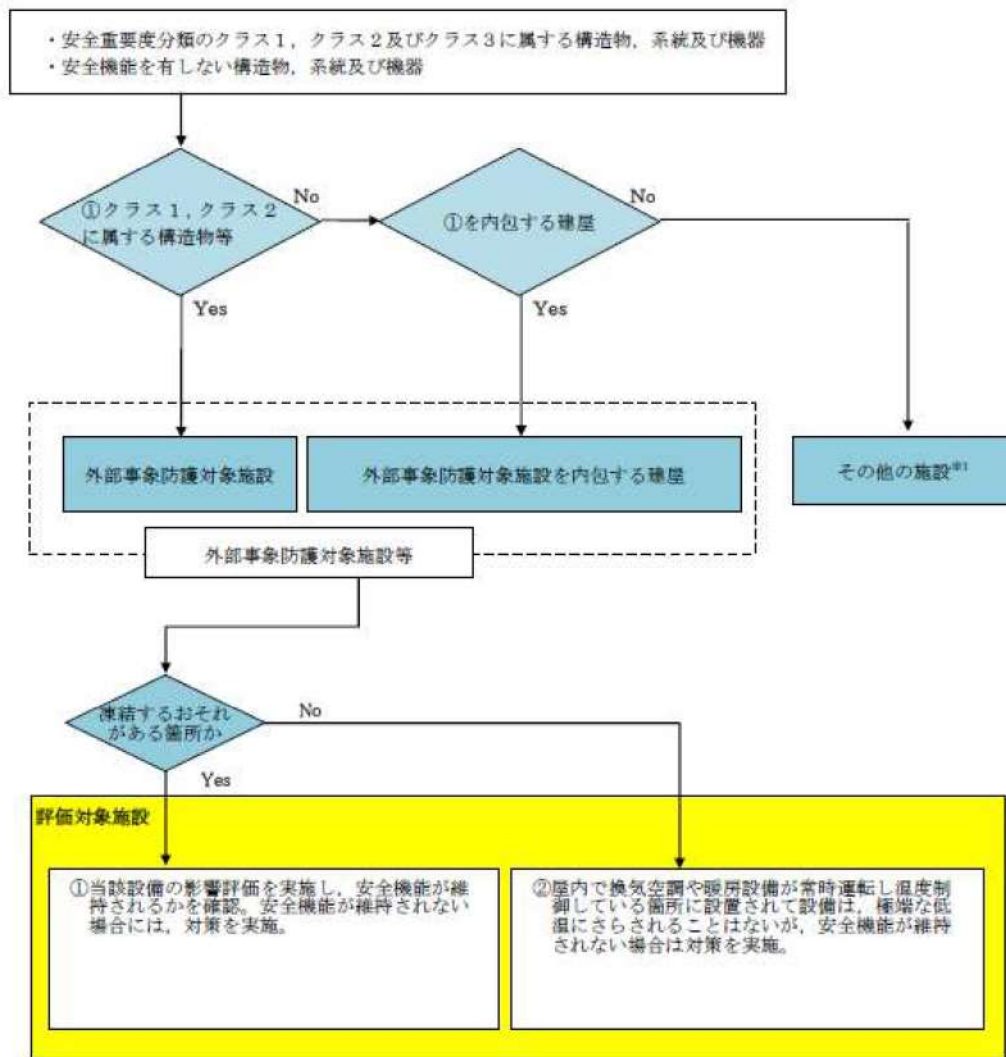 ・安全重要度分類のクラス１，クラス２及びクラス３に属する構造物，系統及び機器
・安全機能を有しない構造物，系統及び機器
①クラス１，クラス２
に属する構造物等
No
①を内包する建屋
No
Yes
Yes
外部事象防護対象施設
外部事象防護対象施設を内包する建屋
その他の施設※1
外部事象防護対象施設等
凍結するおそれ
がある箇所か
No
Yes
評価対象施設
①当該設備の影響評価を実施し，安全機能が維
持されるかを確認。安全機能が維持されない
場合には，対策を実施。
②屋内で換気空調や暖房設備が常時運転し温度制
御している箇所に設置されて設備は，極端な低
温にさらされることはないが，安全機能が維持
されない場合は対策を実施。